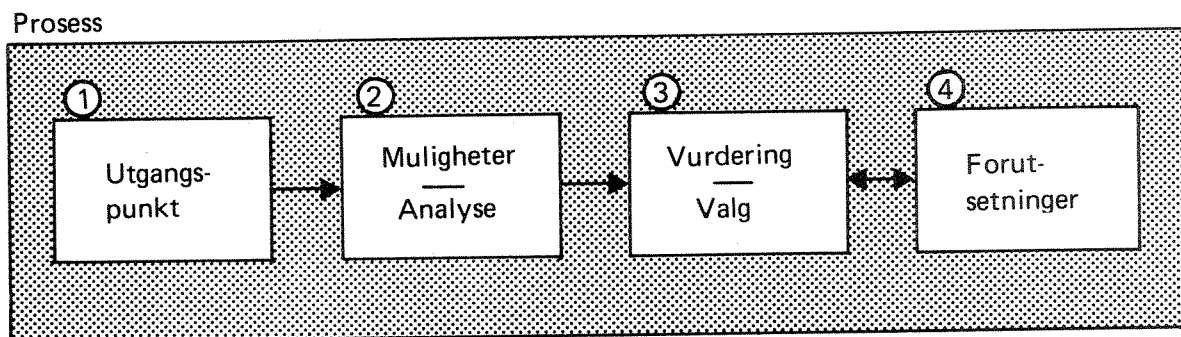 Prosess
1
Utgangs-
punkt
2
Muligheter
Analyse
3
Vurdering
Valg
4
Forut-
setninger